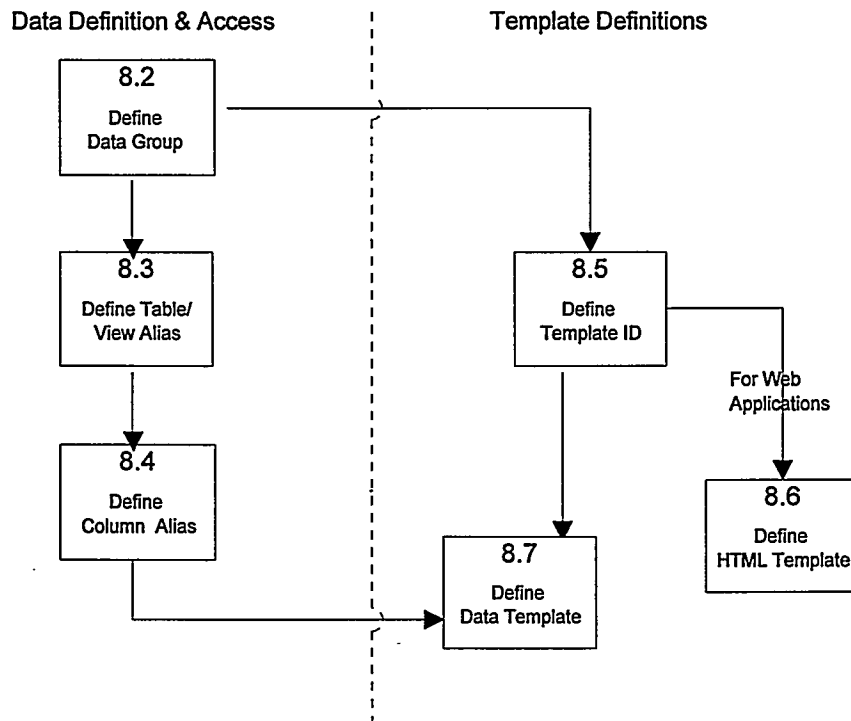 Data Definition & Access
Template Definitions
8.2
Define
Data Group
8.3
Define Table/
View Alias
8.4
Define
Column Alias
8.5
Define
Template ID
For Web
Applications
8.6
Define
HTML Template
8.7
Define
Data Template